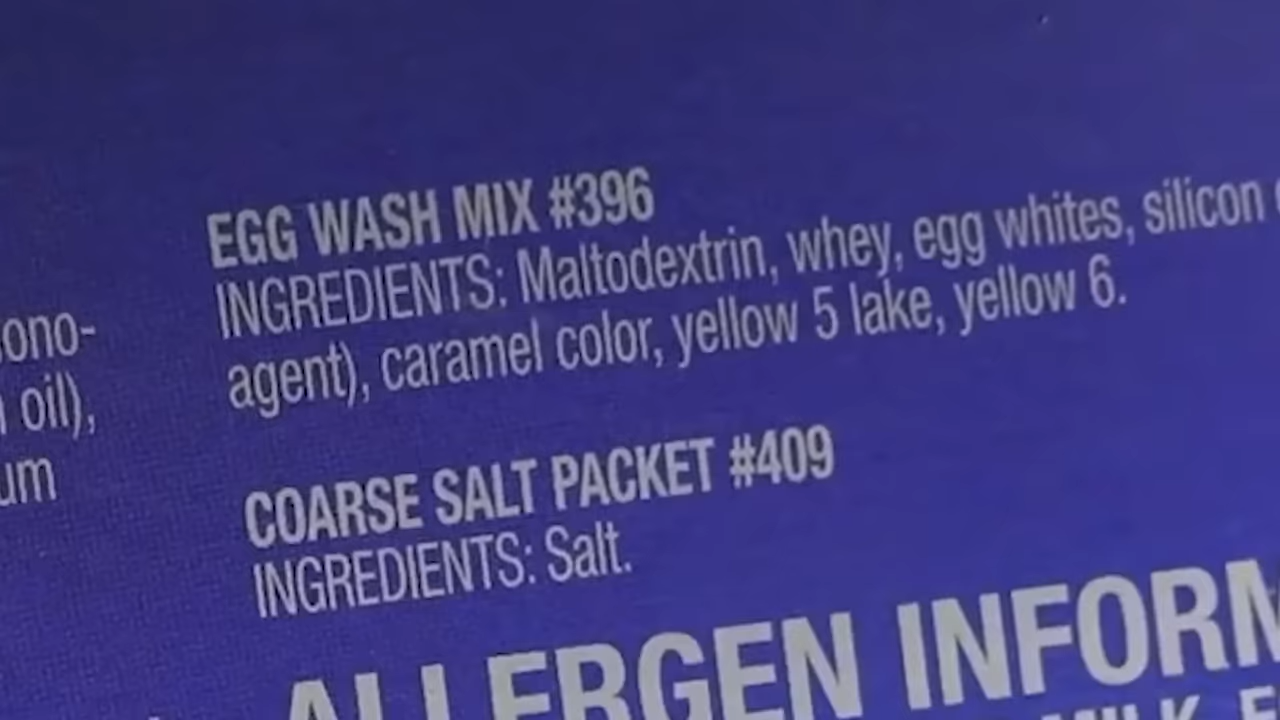 EGG WASH MIX #396
INGREDIENTS: Maltodextrin, whey, egg whites, silicon
agent), caramel color, yellow 5 lake, yellow 6.
COARSE SALT PACKET #409
INGREDIENTS: Salt.
ono-
oil),
um
ALLERGEN INFORM
MILK,